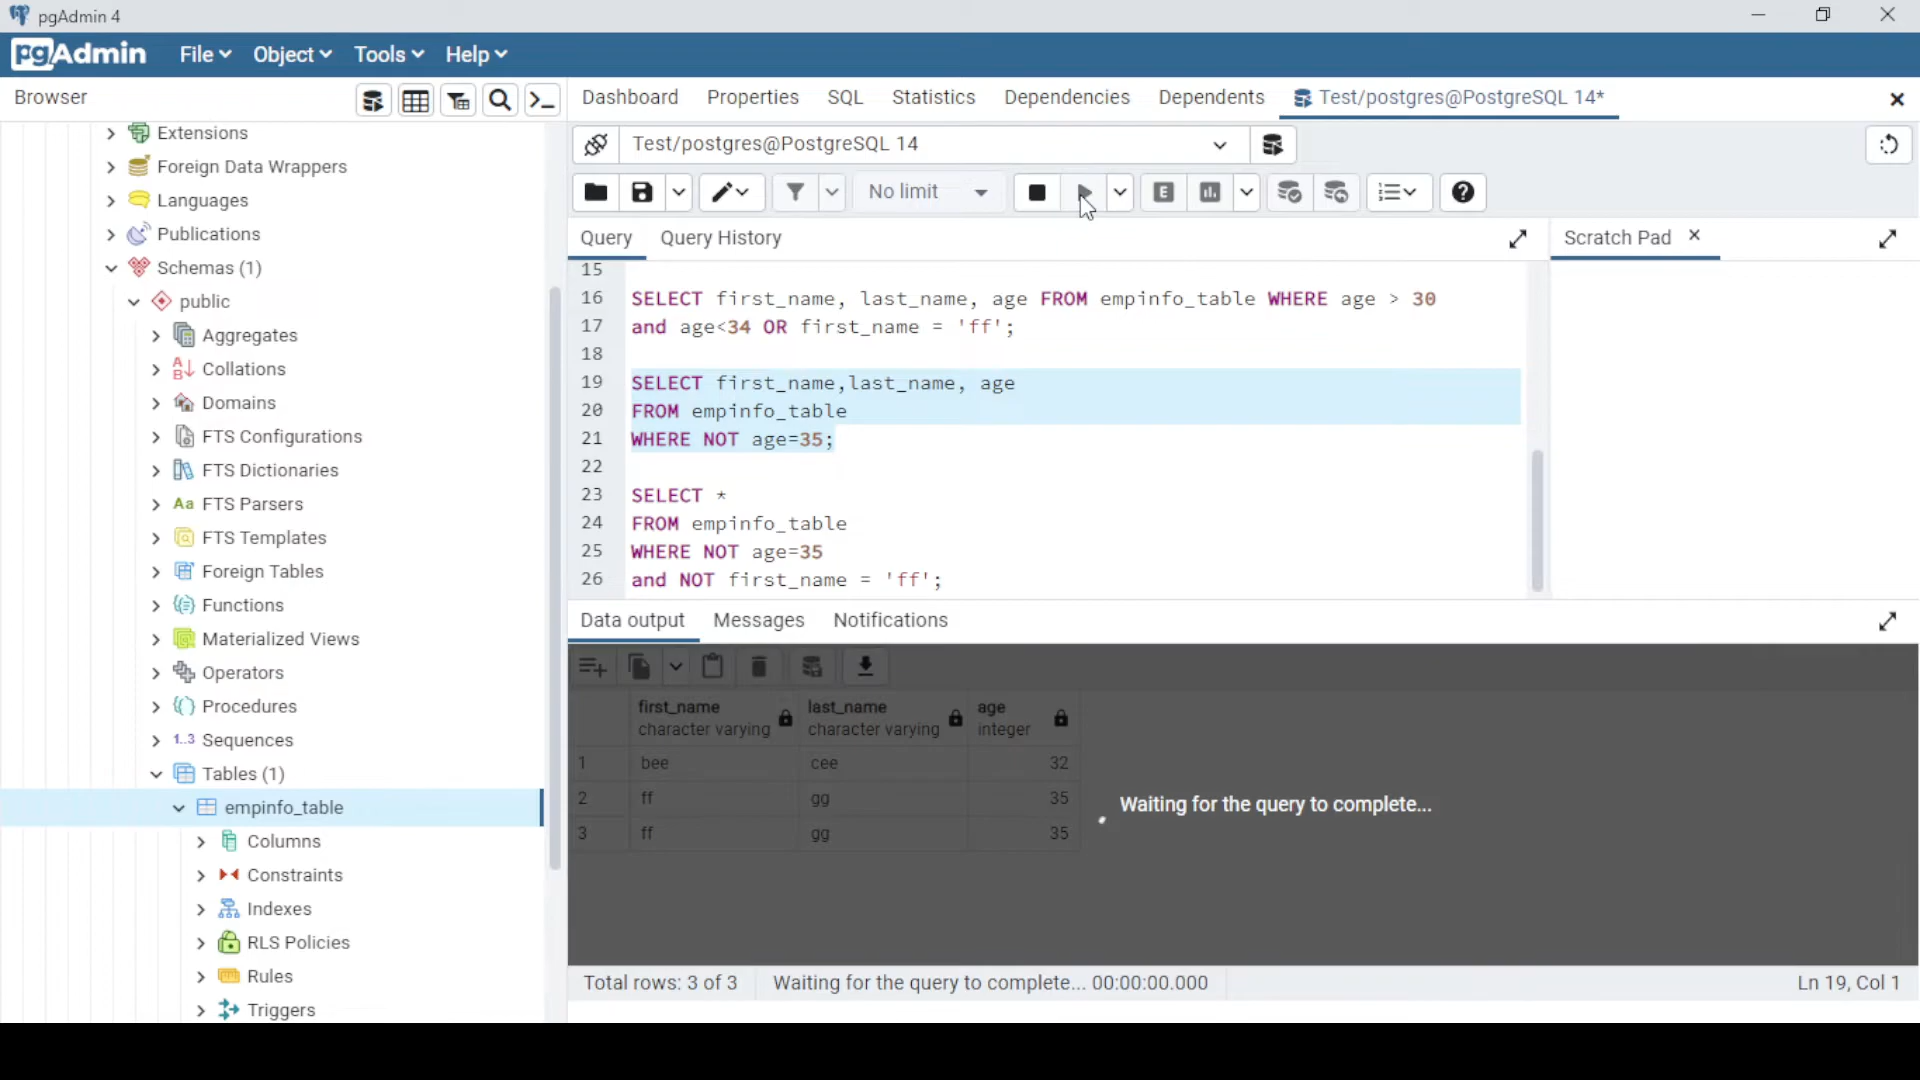 pgAdmin 4
pgAdmin File Object Tools Help
Browser
Dashboard Properties SQL Statistics Dependencies Dependents Test/postgres@PostgreSQL 14*
Extensions
Foreign Data Wrappers
Languages
Publications
Schemas (1)
public
Aggregates
Collations
Domains
FTS Configurations
FTS Dictionaries
Aa FTS Parsers
FTS Templates
Foreign Tables
Functions
Materialized Views
Operators
Procedures
1..3 Sequences
Tables (1)
empinfo_table
Columns
Constraints
Indexes
RLS Policies
Rules
Triggers
Test/postgres@PostgreSQL 14
No limit E
Query Query History
Scratch Pad
15
16 SELECT first_name, last_name, age FROM empinfo_table WHERE age > 30
17 and age<34 OR first_name = 'ff';
18
19 SELECT first_name,last_name, age
20 FROM empinfo_table
21 WHERE NOT age=35;
22
23 SELECT *
24 FROM empinfo_table
25 WHERE NOT age=35
26 and NOT first_name = 'ff';
Data output Messages Notifications
first_name last_name age
character varying character varying integer
1 bee cee 32
2 ff gg 35
3 ff gg 35
Waiting for the query to complete...
Total rows: 3 of 3 Waiting for the query to complete... 00:00:00.000 Ln 19, Col 1